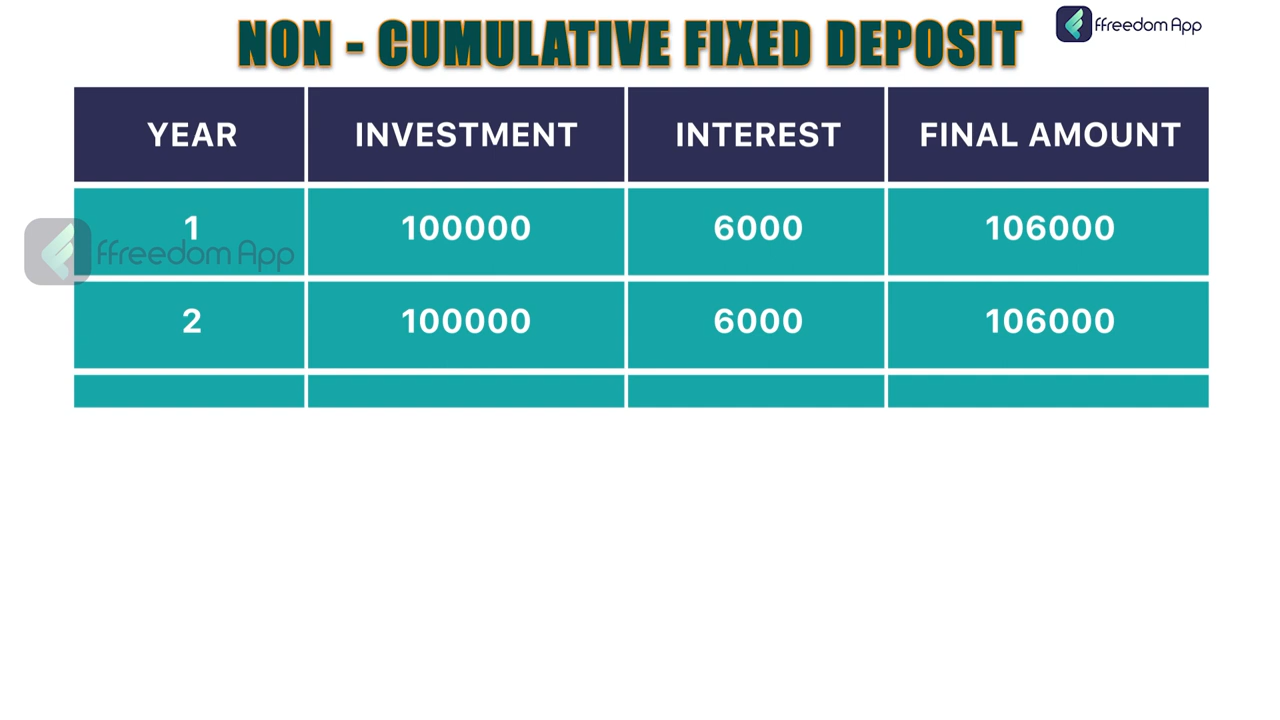 NON - CUMULATIVE FIXED DEPOSIT
ffreedom App
YEAR INVESTMENT INTEREST FINAL AMOUNT
1 100000 6000 106000
ffreedom App
2 100000 6000 106000